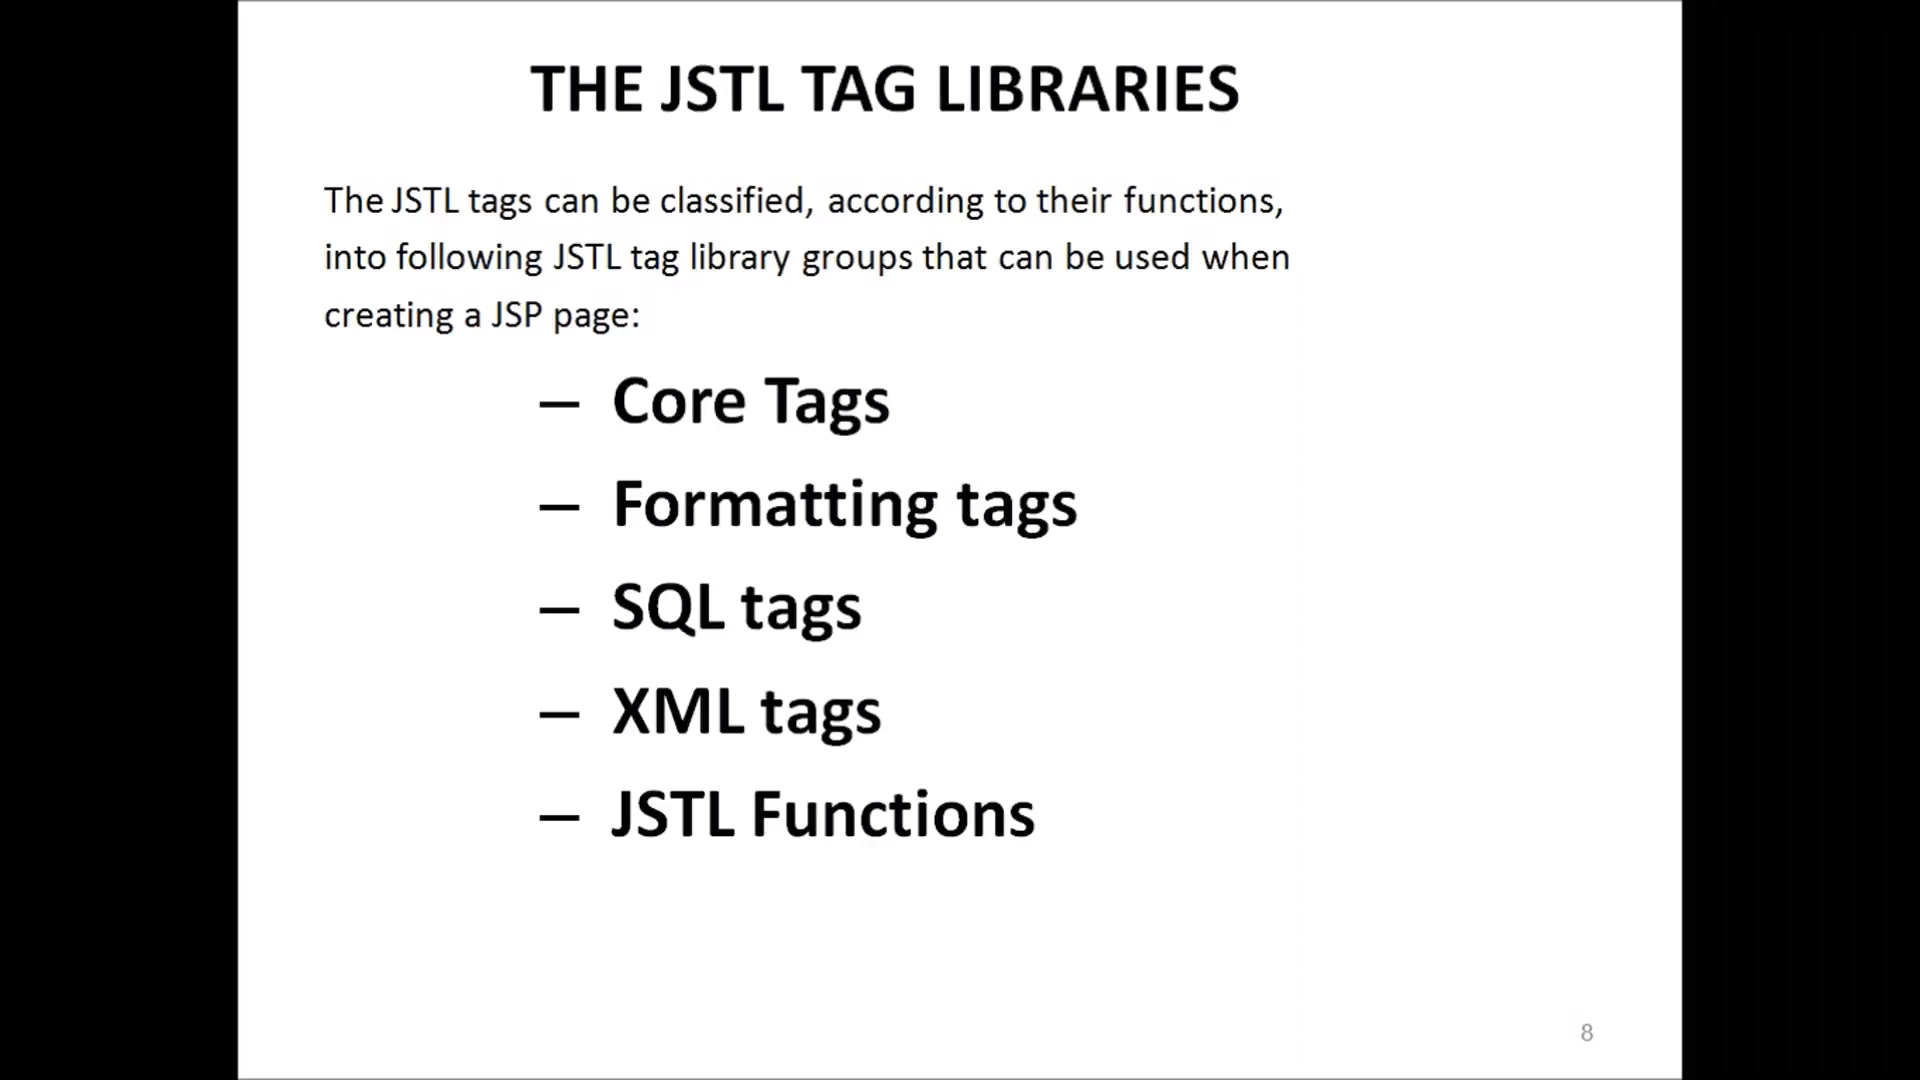 THE JSTL TAG LIBRARIES
The JSTL tags can be classified, according to their functions,
into following JSTL tag library groups that can be used when
creating a JSP page:
– Core Tags
– Formatting tags
– SQL tags
– XML tags
– JSTL Functions
8